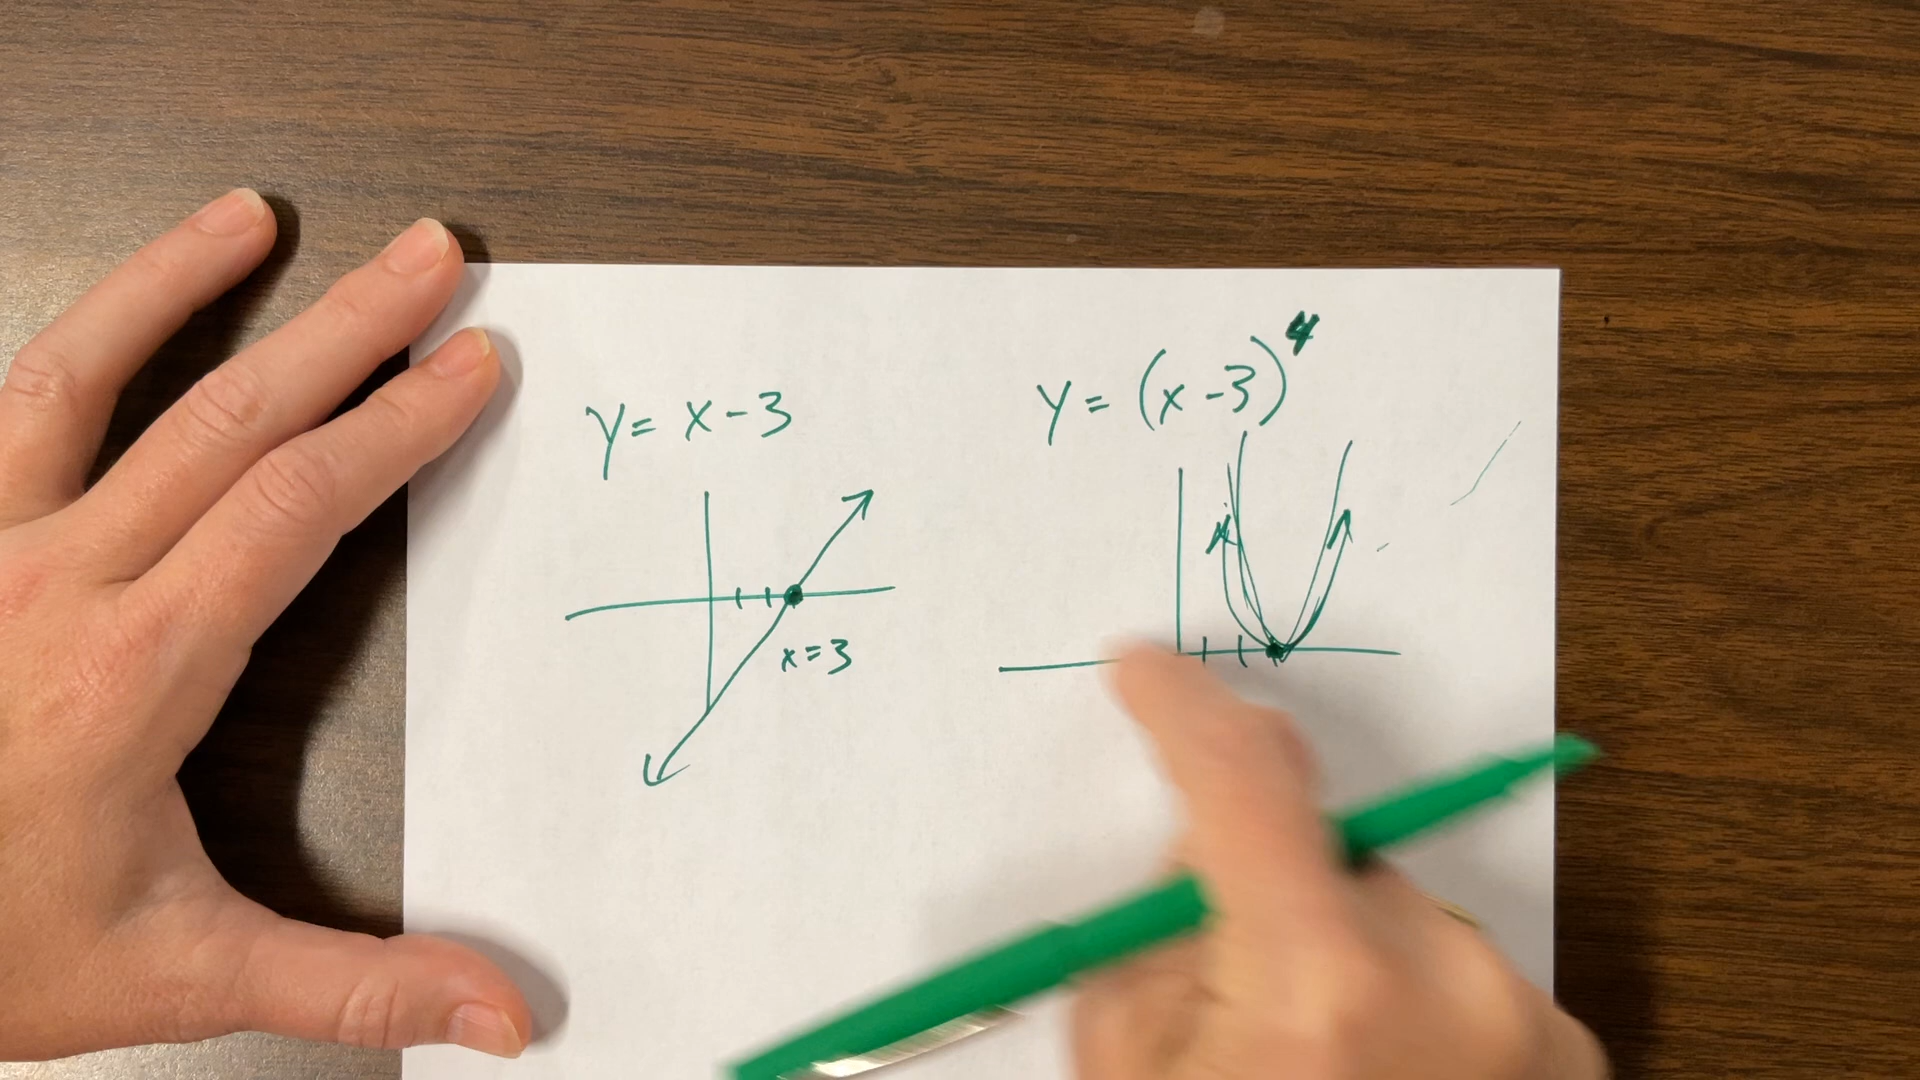 y = x - 3
x = 3
y = (x - 3)⁴